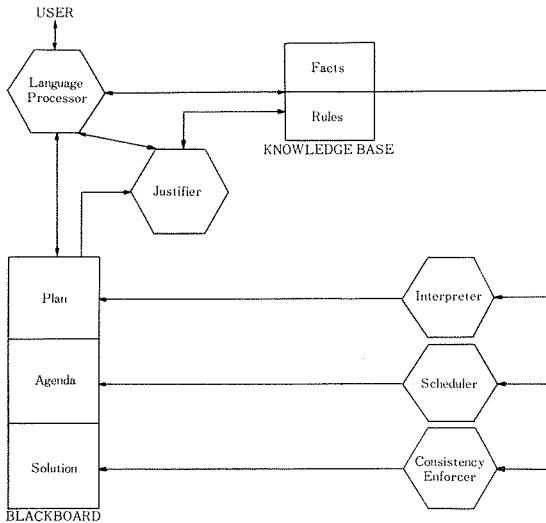 USER
Language
Processor
Facts
Rules
KNOWLEDGE BASE
Justifier
Plan
Interpreter
Agenda
Scheduler
Solution
Consistency
Enforcer
BLACKBOARD